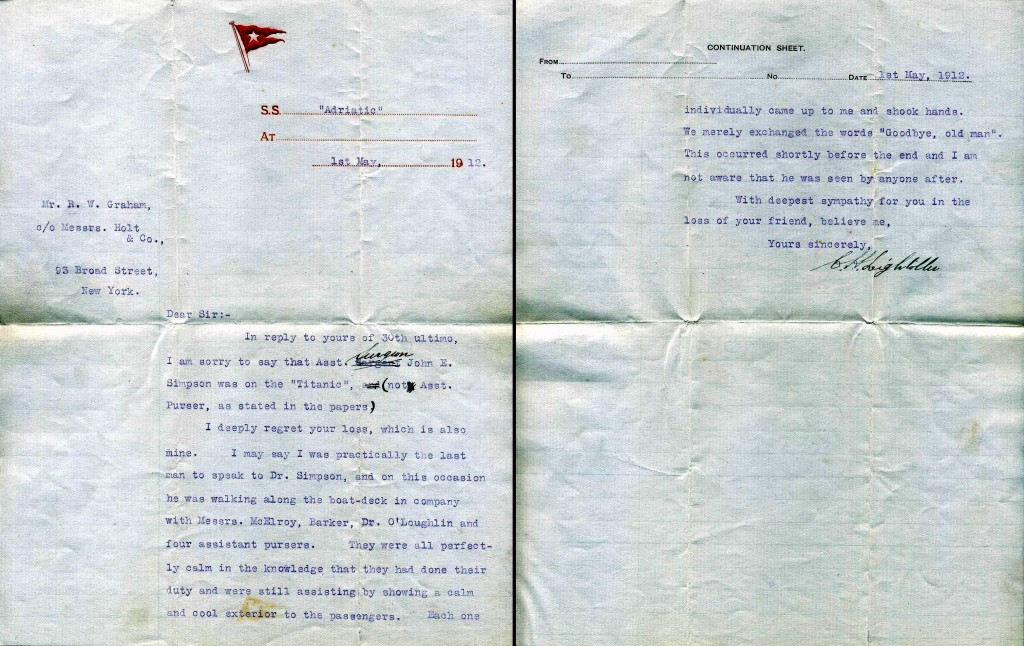 S.S. "Adriatic"
AT
1st May, 1912.
Mr. R. W. Graham,
c/o Messrs. Holt
& Co.,
93 Broad Street,
New York.
Dear Sir:-
In reply to yours of 30th ultimo,
I am sorry to say that Asst. Surgeon John E.
Simpson was on the "Titanic", (not Asst.
Purser, as stated in the papers)
I deeply regret your loss, which is also
mine. I may say I was practically the last
man to speak to Dr. Simpson, and on this occasion
he was walking along the boat-deck in company
with Messrs. McElroy, Barker, Dr. O'Loughlin and
four assistant pursers. They were all perfect-
ly calm in the knowledge that they had done their
duty and were still assisting by showing a calm
and cool exterior to the passengers. Each one
CONTINUATION SHEET.
FROM
TO No DATE 1st May, 1912.
individually came up to me and shook hands.
We merely exchanged the words "Goodbye, old man".
This occurred shortly before the end and I am
not aware that he was seen by anyone after.
With deepest sympathy for you in the
loss of your friend, believe me,
Yours sincerely,
C. H. Lightoller